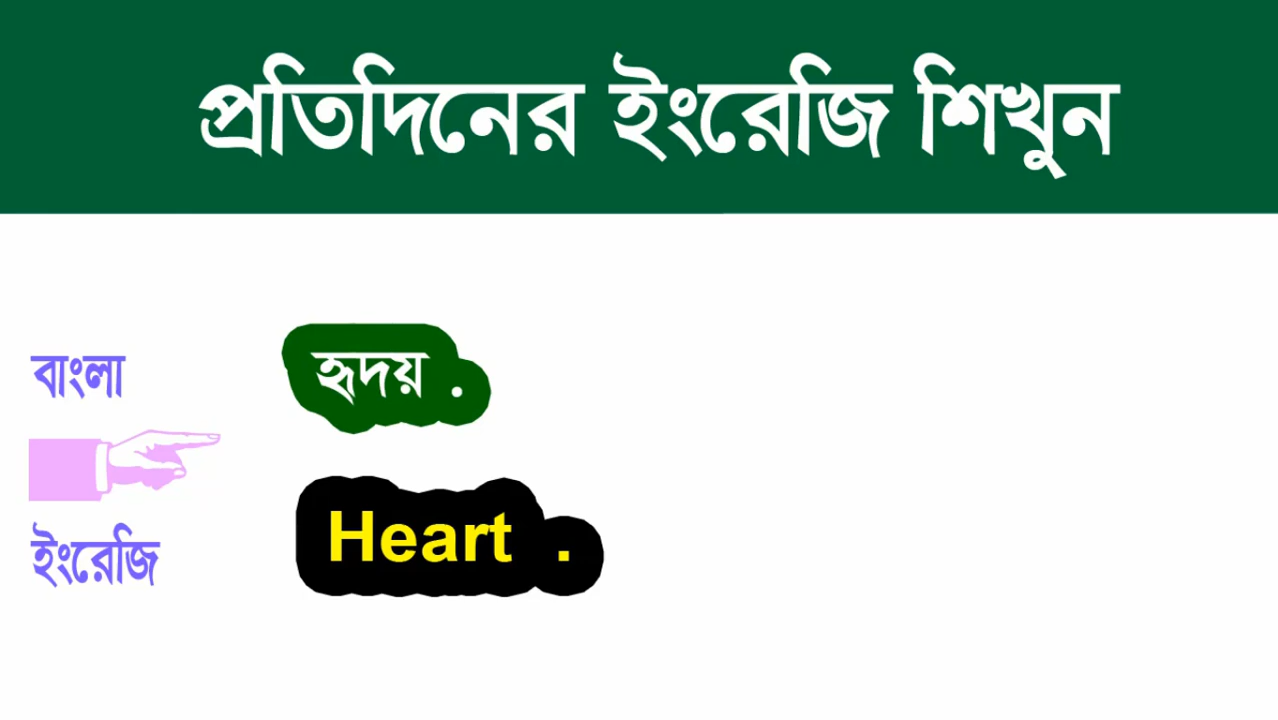 প্রতিদিনের ইংরেজি শিখুন
বাংলা
হৃদয় .
ইংরেজি
Heart .